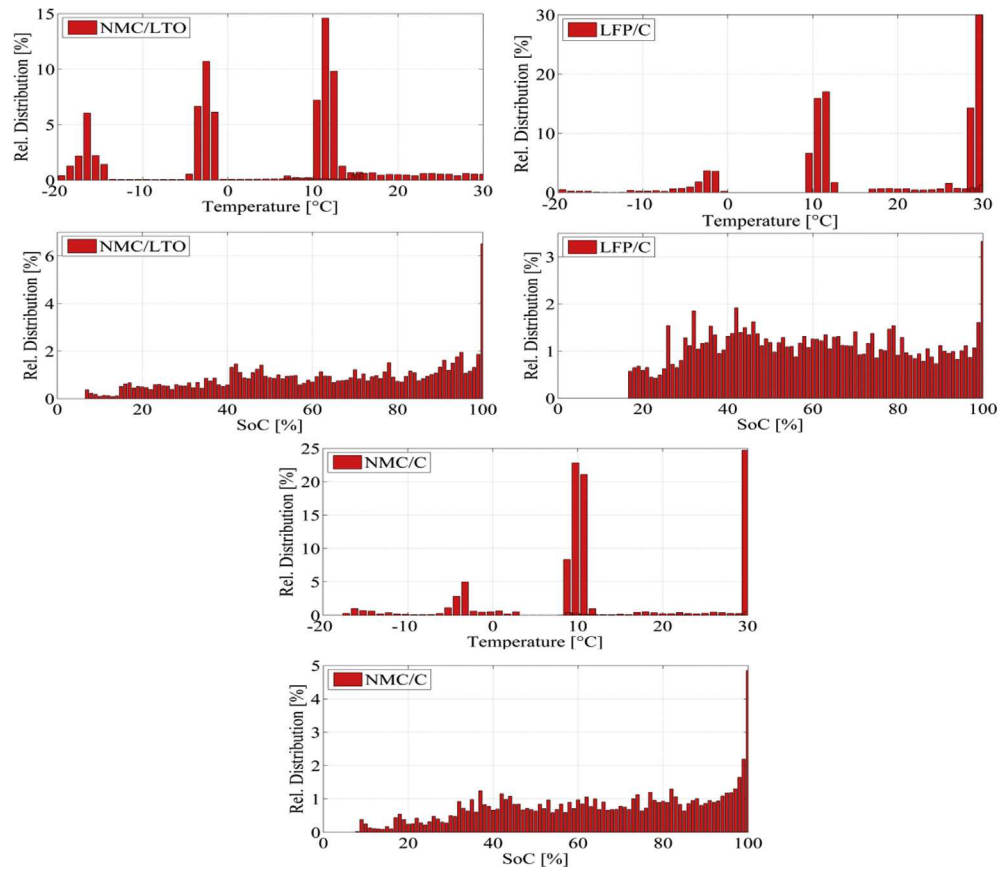 NMC/LTO
Rel. Distribution [%]
15
10
5
0
-20 -10 0 10 20 30
Temperature [°C]
LFP/C
Rel. Distribution [%]
30
20
10
0
-20 -10 0 10 20 30
Temperature [°C]
NMC/LTO
Rel. Distribution [%]
6
4
2
0
0 20 40 60 80 100
SoC [%]
LFP/C
Rel. Distribution [%]
3
2
1
0
0 20 40 60 80 100
SoC [%]
NMC/C
Rel. Distribution [%]
25
20
15
10
5
0
-20 -10 0 10 20 30
Temperature [°C]
NMC/C
Rel. Distribution [%]
5
4
3
2
1
0
0 20 40 60 80 100
SoC [%]